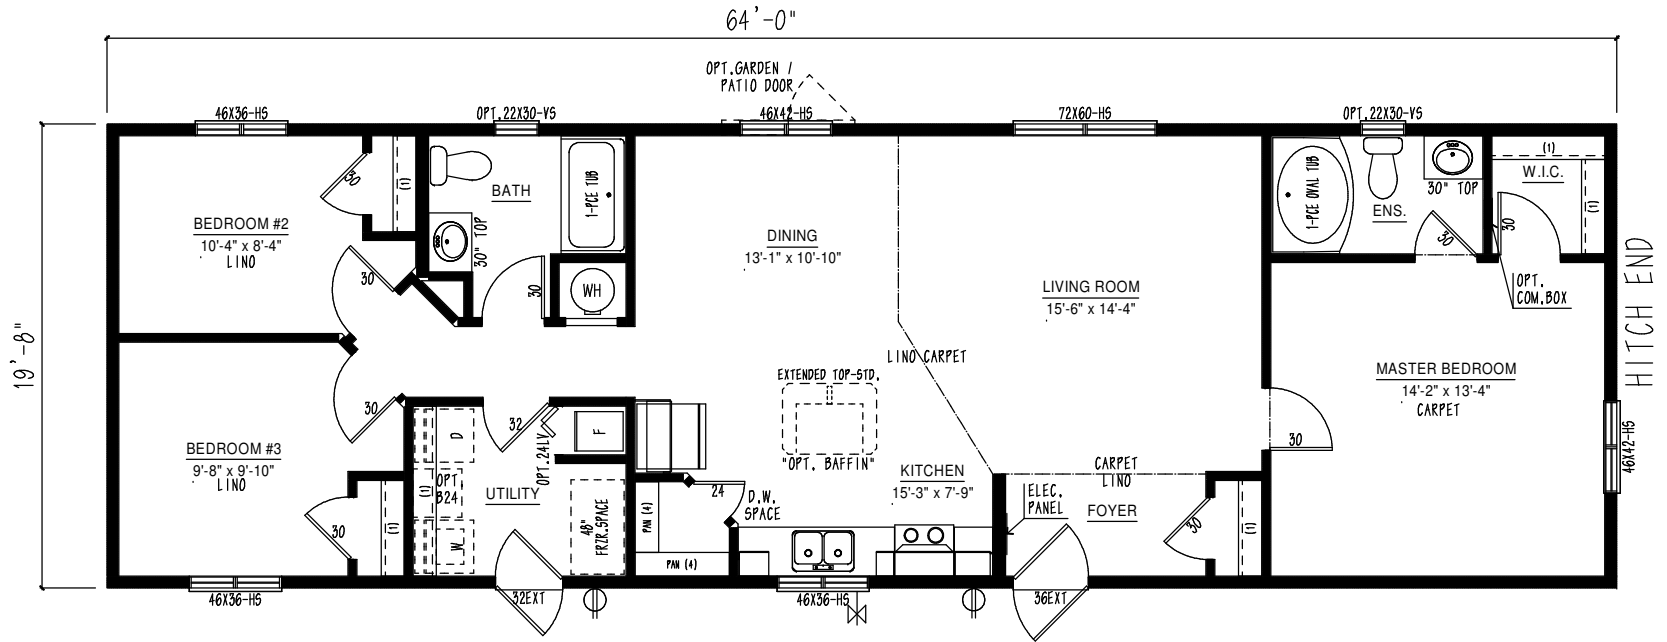 64'-0"
OPT.GARDEN /
PATIO DOOR
46X36-HS
OPT.22X30-VS
46X42-HS
72X60-HS
OPT.22X30-VS
19'-8"
HITCH END
BEDROOM #2
10'-4" x 8'-4"
LINO
30
(1)
30
BATH
1-PCE TUB
30" TOP
30
WH
DINING
13'-1" x 10'-10"
LIVING ROOM
15'-6" x 14'-4"
LINO CARPET
1-PCE OVAL TUB
ENS.
30" TOP
30
(1)
W.I.C.
(1)
30
OPT.
COM.BOX
MASTER BEDROOM
14'-2" x 13'-4"
CARPET
30
46X42-HS
BEDROOM #3
9'-8" x 9'-10"
LINO
30
30
(1)
D
OPT.
B24
(1)
W
UTILITY
32
OPT.24LV
F
48"
FRZR.SPACE
EXTENDED TOP-STD.
"OPT. BAFFIN"
KITCHEN
15'-3" x 7'-9"
24
D.W.
SPACE
PAN (4)
PAN (4)
ELEC.
PANEL
CARPET
LINO
FOYER
30
(1)
46X36-HS
32EXT
46X36-HS
36EXT